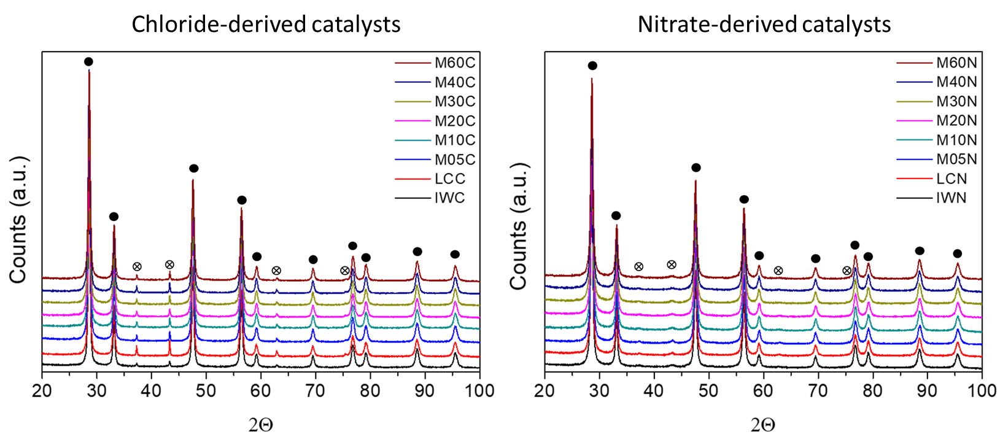 Chloride-derived catalysts
Counts (a.u.)
M60C
M40C
M30C
M20C
M10C
M05C
LCC
IWC
20 30 40 50 60 70 80 90 100
2Θ
Nitrate-derived catalysts
Counts (a.u.)
M60N
M40N
M30N
M20N
M10N
M05N
LCN
IWN
20 30 40 50 60 70 80 90 100
2Θ